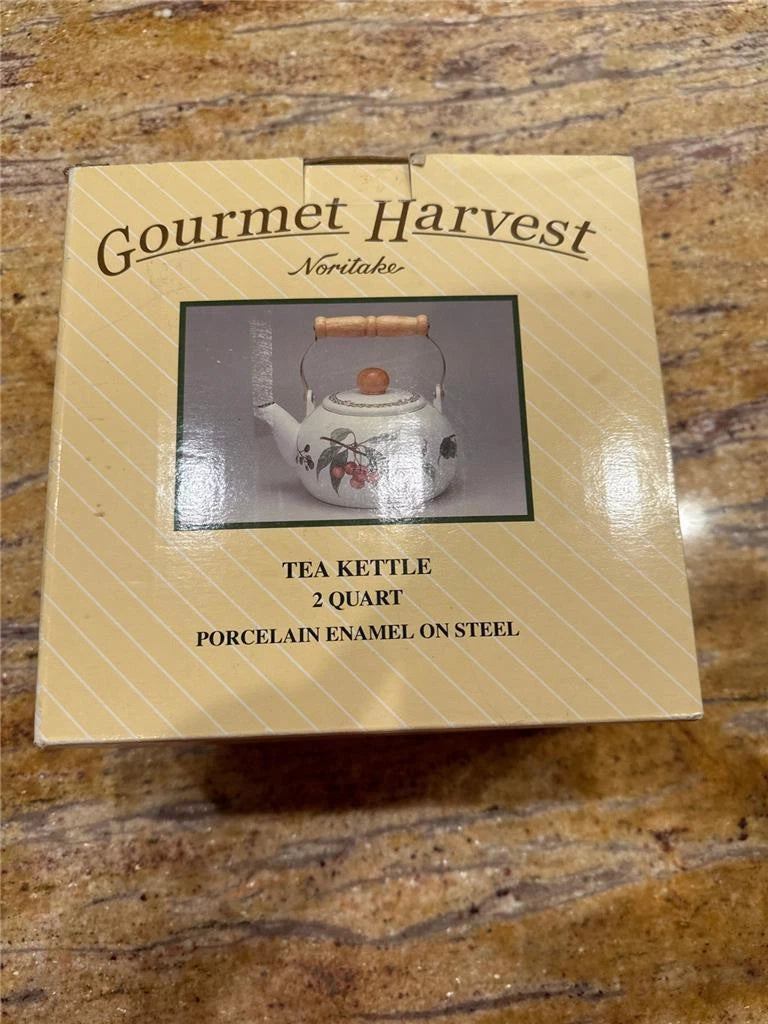 Gourmet Harvest
Noritake
TEA KETTLE
2 QUART
PORCELAIN ENAMEL ON STEEL